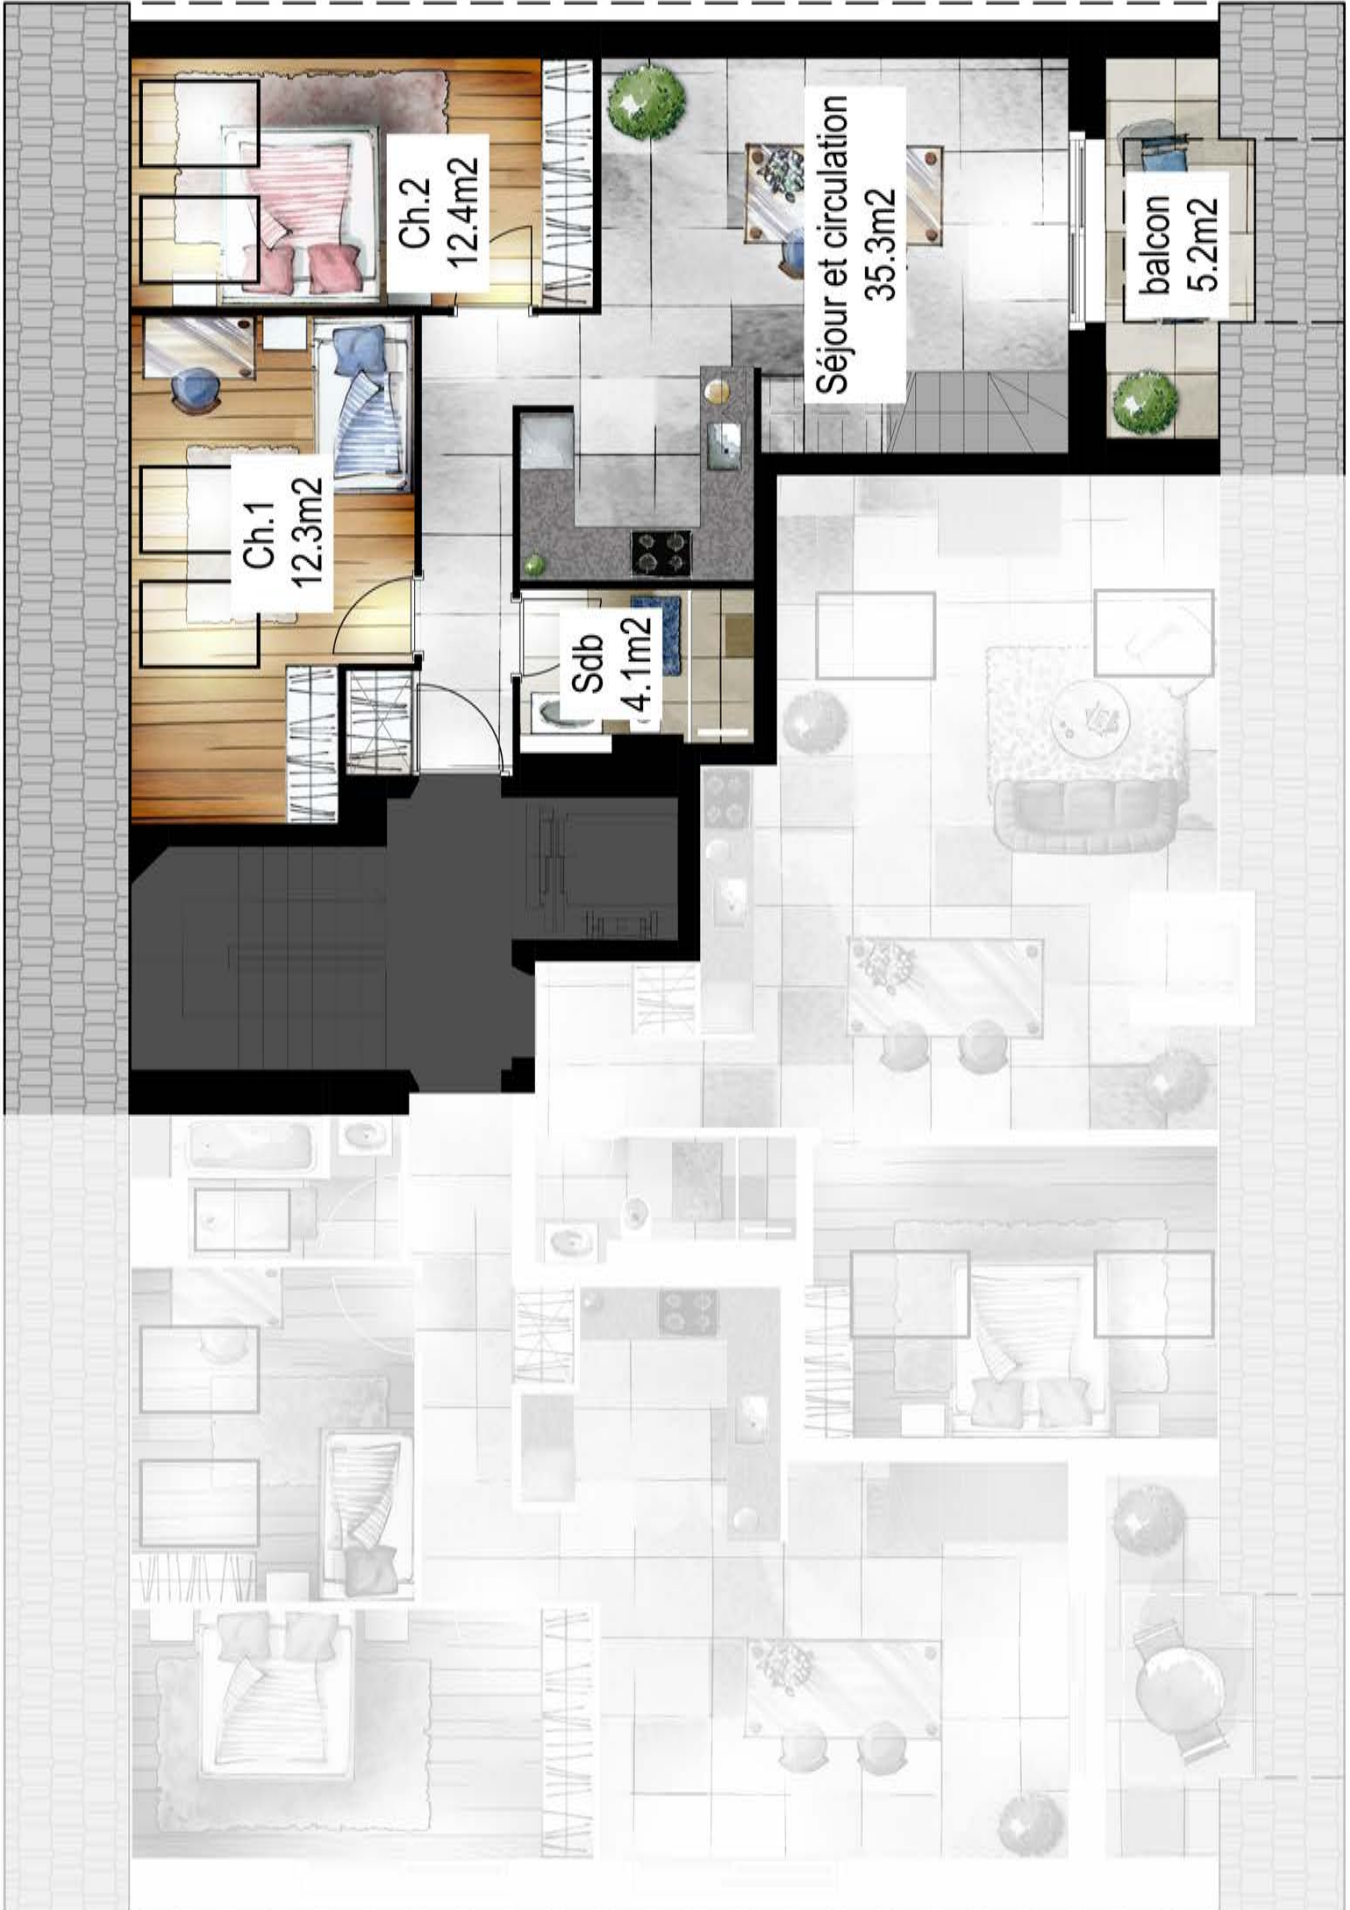 Ch.2
12.4m2
Séjour et circulation
35.3m2
balcon
5.2m2
Ch.1
12.3m2
Sdb
4.1m2